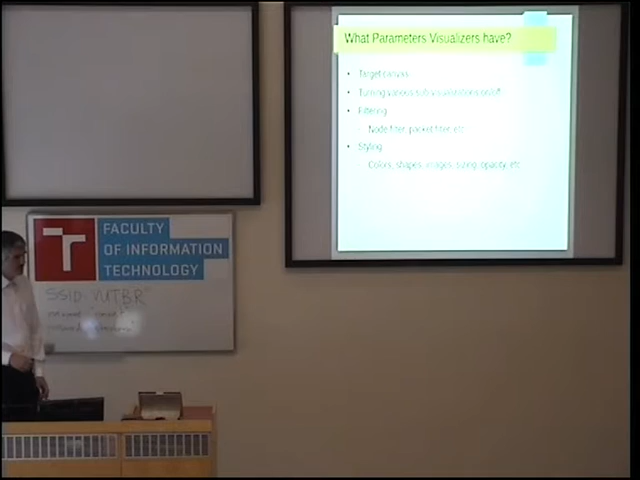 What Parameters Visualizers have?
• Target canvas
• Turning various sub-visualizations on/off
• Filtering
– Node filter, packet filter, etc
• Styling
– Colors, shapes, images, sizing, opacity, etc
FACULTY
OF INFORMATION
TECHNOLOGY
SSID